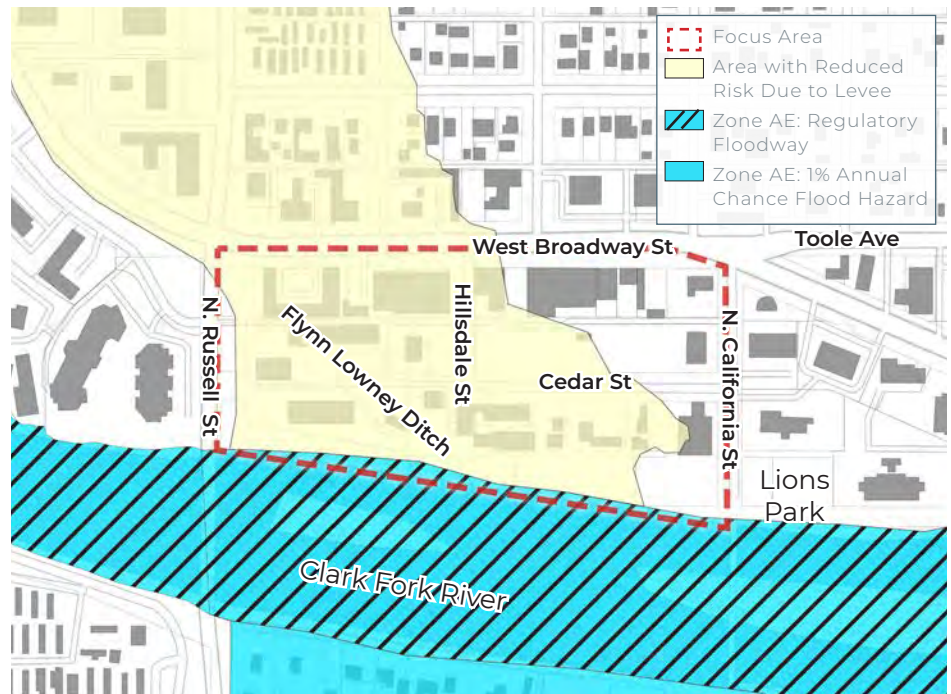 Focus Area
Area with Reduced
Risk Due to Levee
Zone AE: Regulatory
Floodway
Zone AE: 1% Annual
Chance Flood Hazard
West Broadway St
Toole Ave
N. Russell St
Flynn Lowney Ditch
Hillsdale St
Cedar St
N. California St
Lions
Park
Clark Fork River